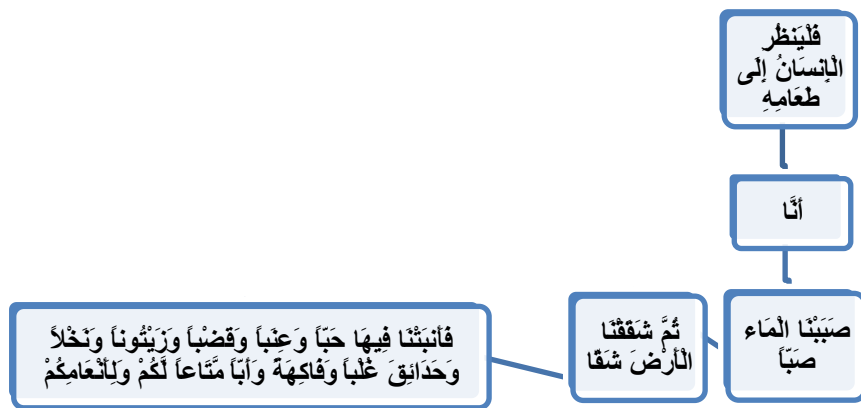 فَلْيَنظُرِ
الْإِنسَانُ إِلَى
طَعَامِهِ
أَنَّا
صَبَبْنَا الْمَاء
صَبّاً
ثُمَّ شَقَقْنَا
الْأَرْضَ شَقّا
فَأَنبَتْنَا فِيهَا حَبّاً وَعِنَباً وَقَضْباً وَزَيْتُوناً وَنَخْلاً
وَحَدَائِقَ غُلْباً وَفَاكِهَةً وَأَبّاً مَّتَاعاً لَّكُمْ وَلِأَنْعَامِكُمْ